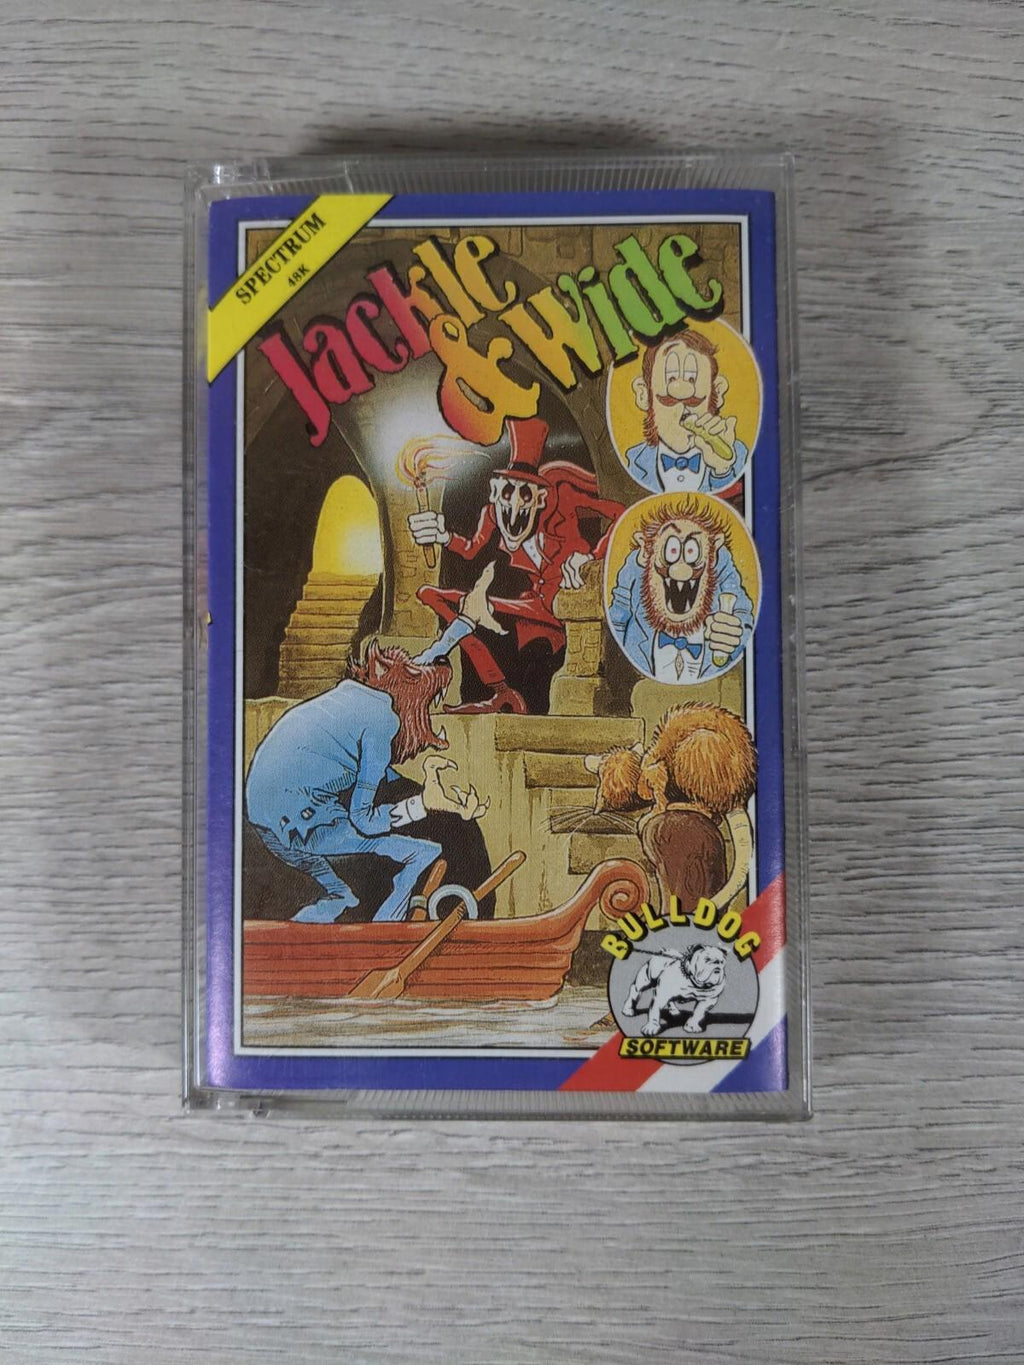 SPECTRUM
48K
Jackle
& Wide
BULLDOG
SOFTWARE